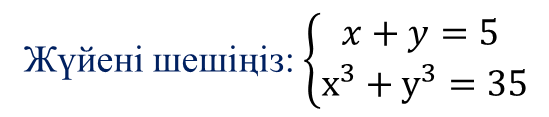 Жүйені шешіңіз: { x + y = 5
x³ + y³ = 35